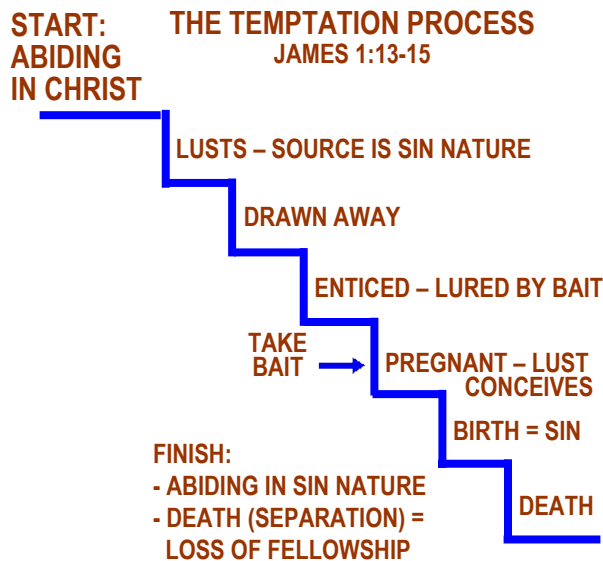 START:
ABIDING
IN CHRIST
THE TEMPTATION PROCESS
JAMES 1:13-15
LUSTS – SOURCE IS SIN NATURE
DRAWN AWAY
ENTICED – LURED BY BAIT
TAKE
BAIT
PREGNANT – LUST
CONCEIVES
BIRTH = SIN
DEATH
FINISH:
- ABIDING IN SIN NATURE
- DEATH (SEPARATION) =
LOSS OF FELLOWSHIP